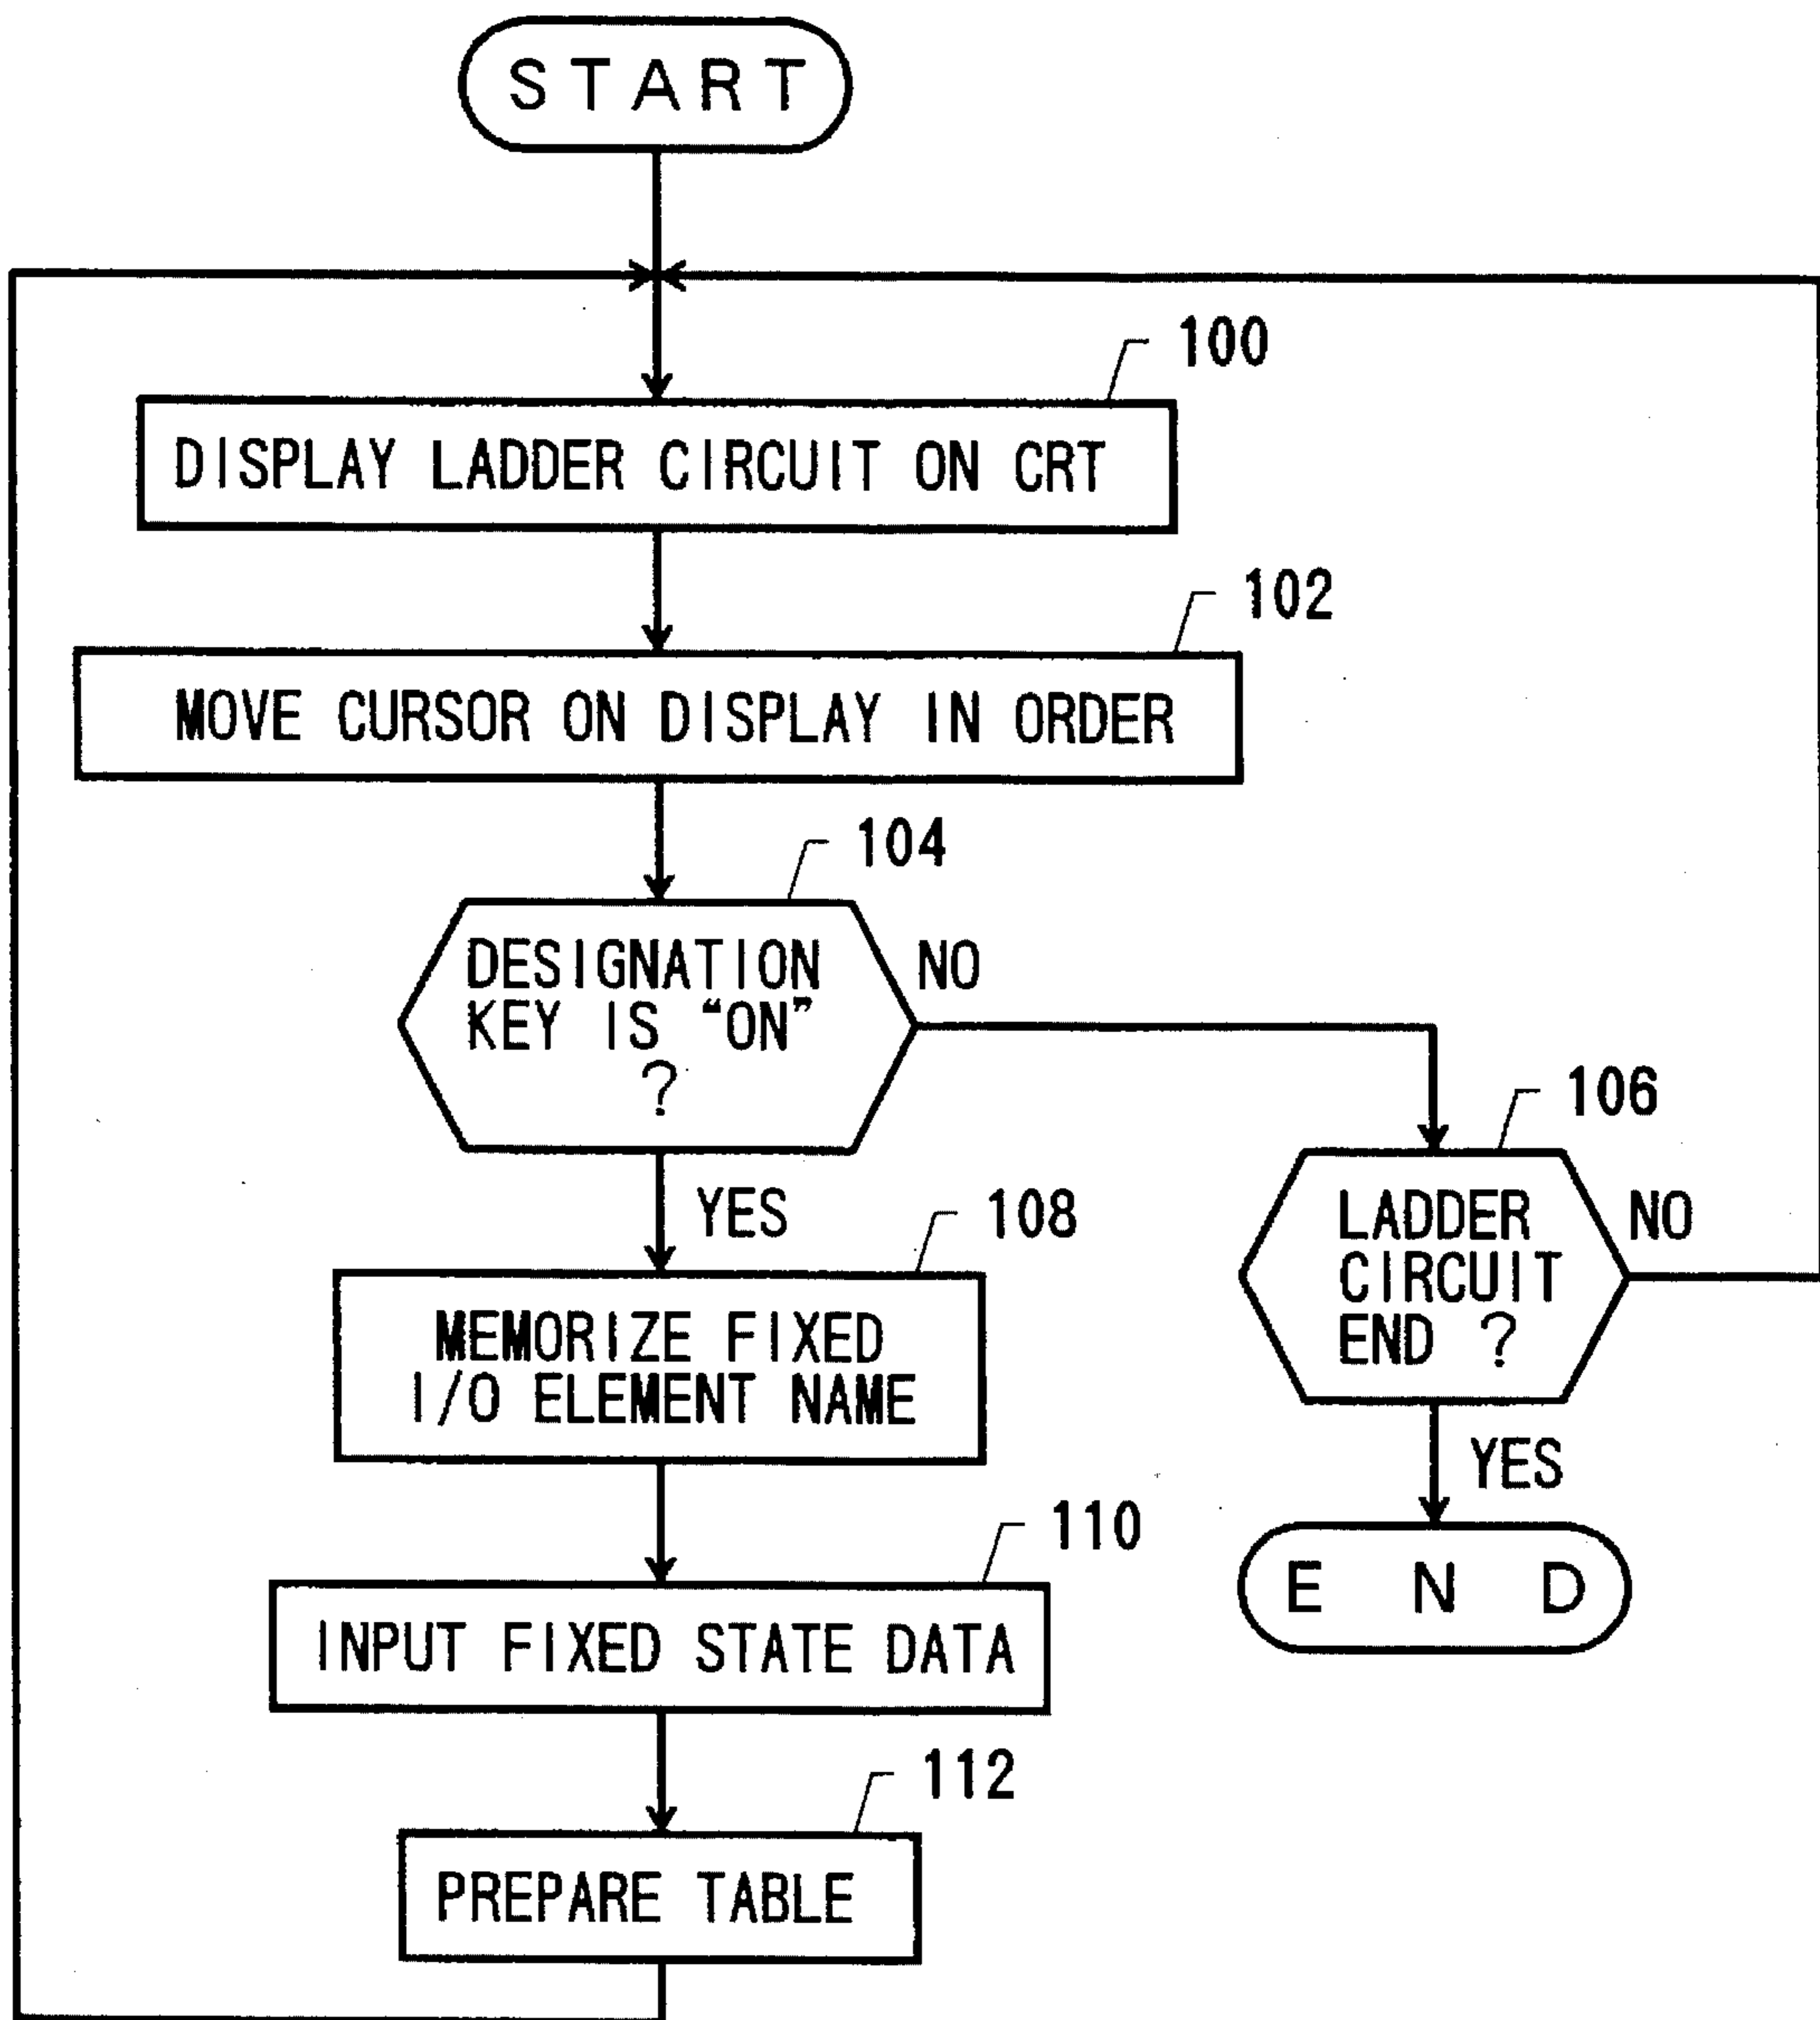 START
100
DISPLAY LADDER CIRCUIT ON CRT
102
MOVE CURSOR ON DISPLAY IN ORDER
104
DESIGNATION
KEY IS “ON”
?
NO
106
LADDER
CIRCUIT
END ?
NO
YES
108
MEMORIZE FIXED
I/O ELEMENT NAME
YES
END
110
INPUT FIXED STATE DATA
112
PREPARE TABLE